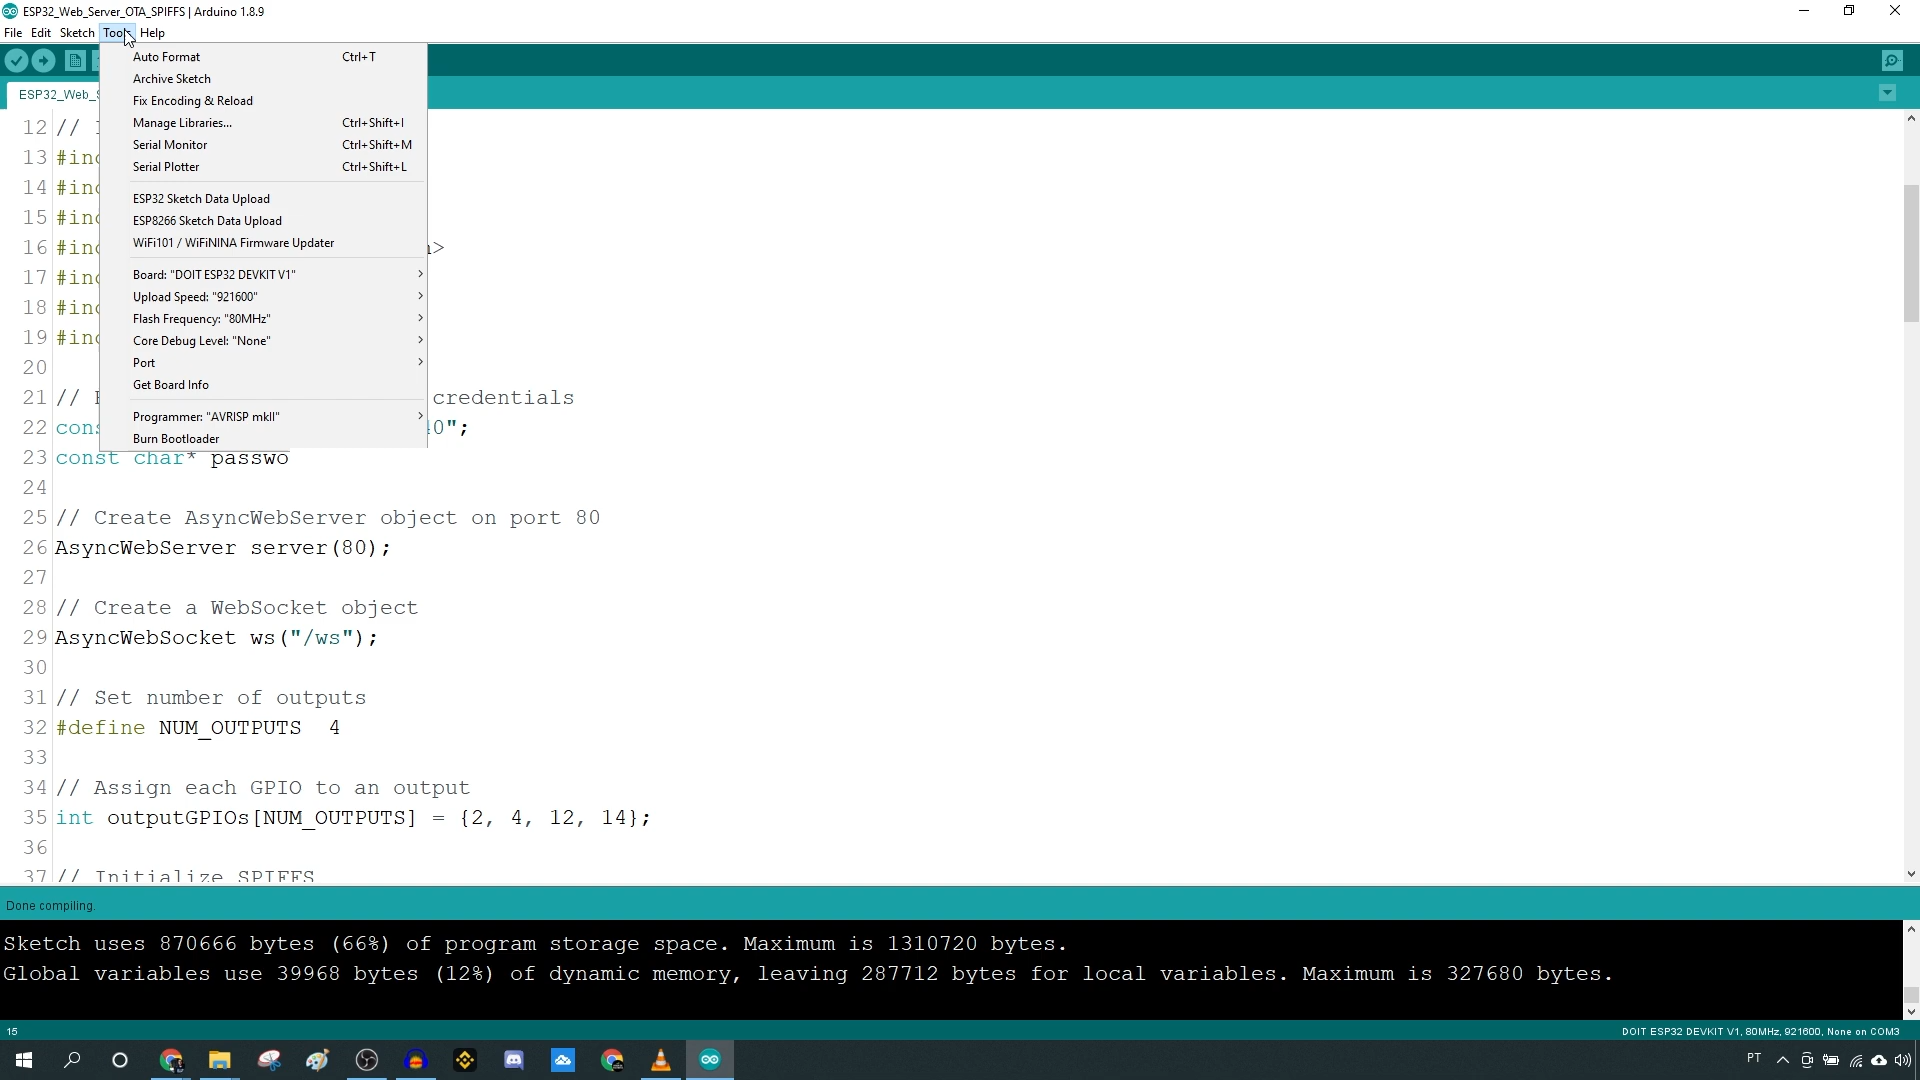 ESP32_Web_Server_OTA_SPIFFS | Arduino 1.8.9
File Edit Sketch Tools Help
Auto Format Ctrl+T
Archive Sketch
Fix Encoding & Reload
Manage Libraries... Ctrl+Shift+I
Serial Monitor Ctrl+Shift+M
Serial Plotter Ctrl+Shift+L
ESP32 Sketch Data Upload
ESP8266 Sketch Data Upload
WiFi101 / WiFiNINA Firmware Updater
Board: "DOIT ESP32 DEVKIT V1"
Upload Speed: "921600"
Flash Frequency: "80MHz"
Core Debug Level: "None"
Port
Get Board Info
Programmer: "AVRISP mkII"
Burn Bootloader
ESP32_Web_S
12 //
13 #inc
14 #inc
15 #inc
16 #inc >
17 #inc
18 #inc
19 #inc
20
21 // credentials
22 cons 40";
23 const char* passwo
24
25 // Create AsyncWebServer object on port 80
26 AsyncWebServer server(80);
27
28 // Create a WebSocket object
29 AsyncWebSocket ws("/ws");
30
31 // Set number of outputs
32 #define NUM_OUTPUTS 4
33
34 // Assign each GPIO to an output
35 int outputGPIOs[NUM_OUTPUTS] = {2, 4, 12, 14};
36
37 // Initialize SPIFFS
Done compiling.
Sketch uses 870666 bytes (66%) of program storage space. Maximum is 1310720 bytes.
Global variables use 39968 bytes (12%) of dynamic memory, leaving 287712 bytes for local variables. Maximum is 327680 bytes.
15 DOIT ESP32 DEVKIT V1, 80MHz, 921600, None on COM3
PT